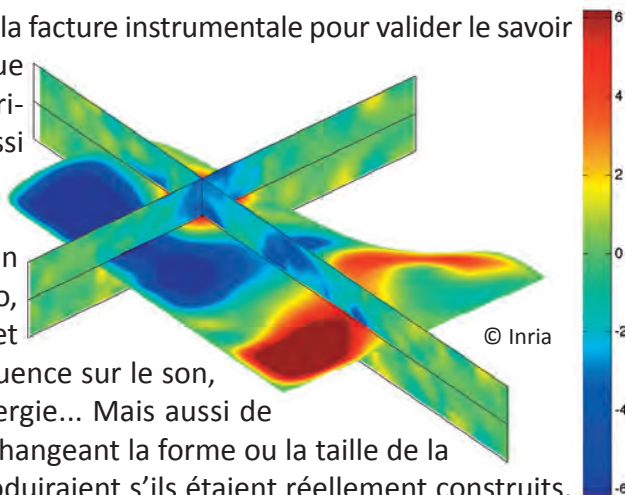 la facture instrumentale pour valider le savoir
ue
ri-
ssi
n
o,
et
© Inria
uence sur le son,
ergie... Mais aussi de
hangeant la forme ou la taille de la
oduiraient s'ils étaient réellement construits.
6
2
0
-2
-4
-6